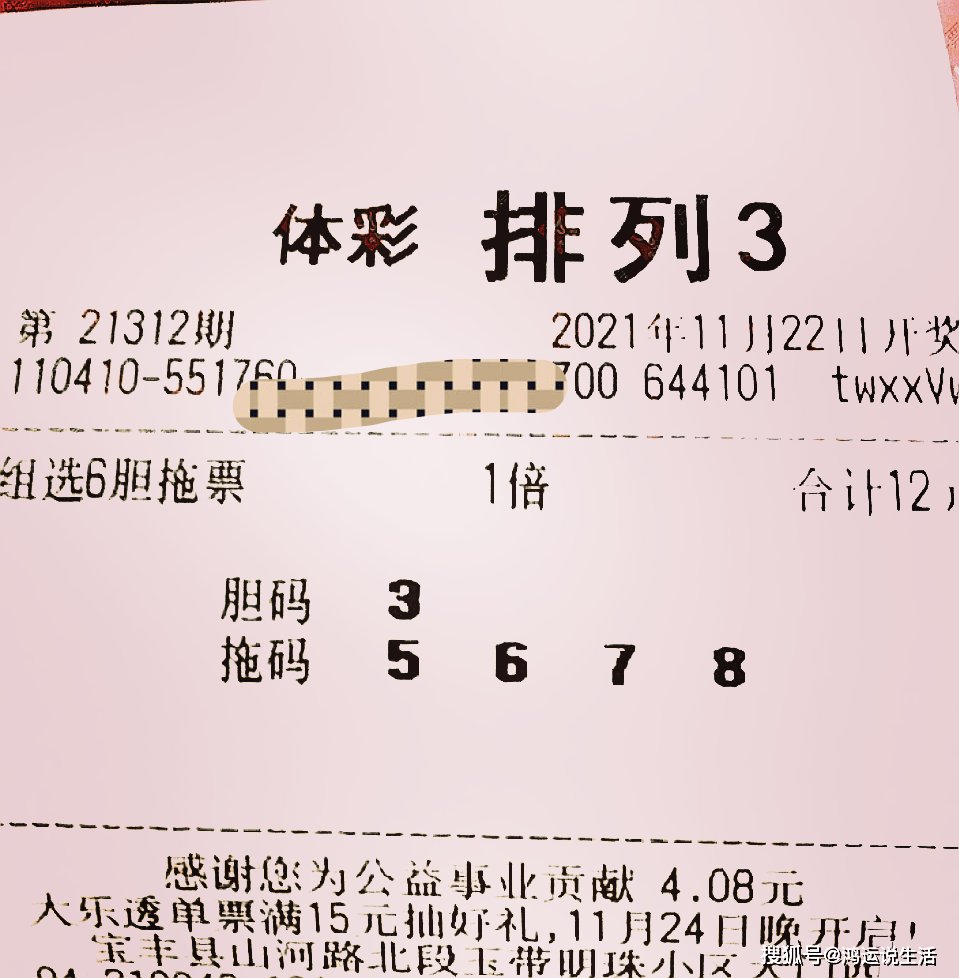 体彩 排列3
第 21312期 2021年11月22日开奖
110410-551760 700 644101 twxxVw
组选6胆拖票 1倍 合计12
胆码 3
拖码 5 6 7 8
感谢您为公益事业贡献 4.08元
大乐透单票满15元抽好礼,11月24日晚开启!
宝丰县山河路北段玉带明珠小区
搜狐号@鸿运说生活